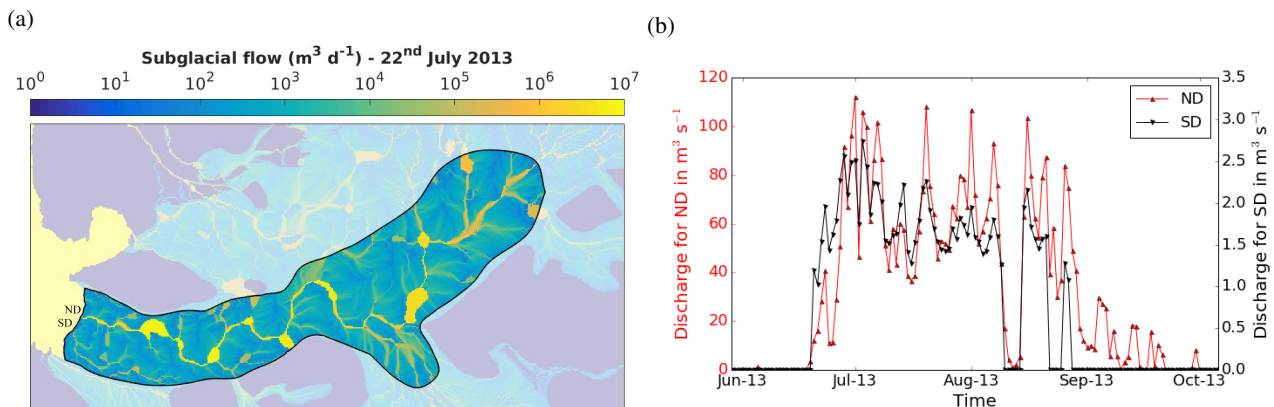 (a)
Subglacial flow (m³ d⁻¹) - 22ⁿᵈ July 2013
10⁰ 10¹ 10² 10³ 10⁴ 10⁵ 10⁶ 10⁷
ND
SD
(b)
Discharge for ND in m³ s⁻¹
120
100
80
60
40
20
0
ND
SD
3.5
3.0
2.5
2.0
1.5
1.0
0.5
0.0
Discharge for SD in m³ s⁻¹
Jun-13 Jul-13 Aug-13 Sep-13 Oct-13
Time